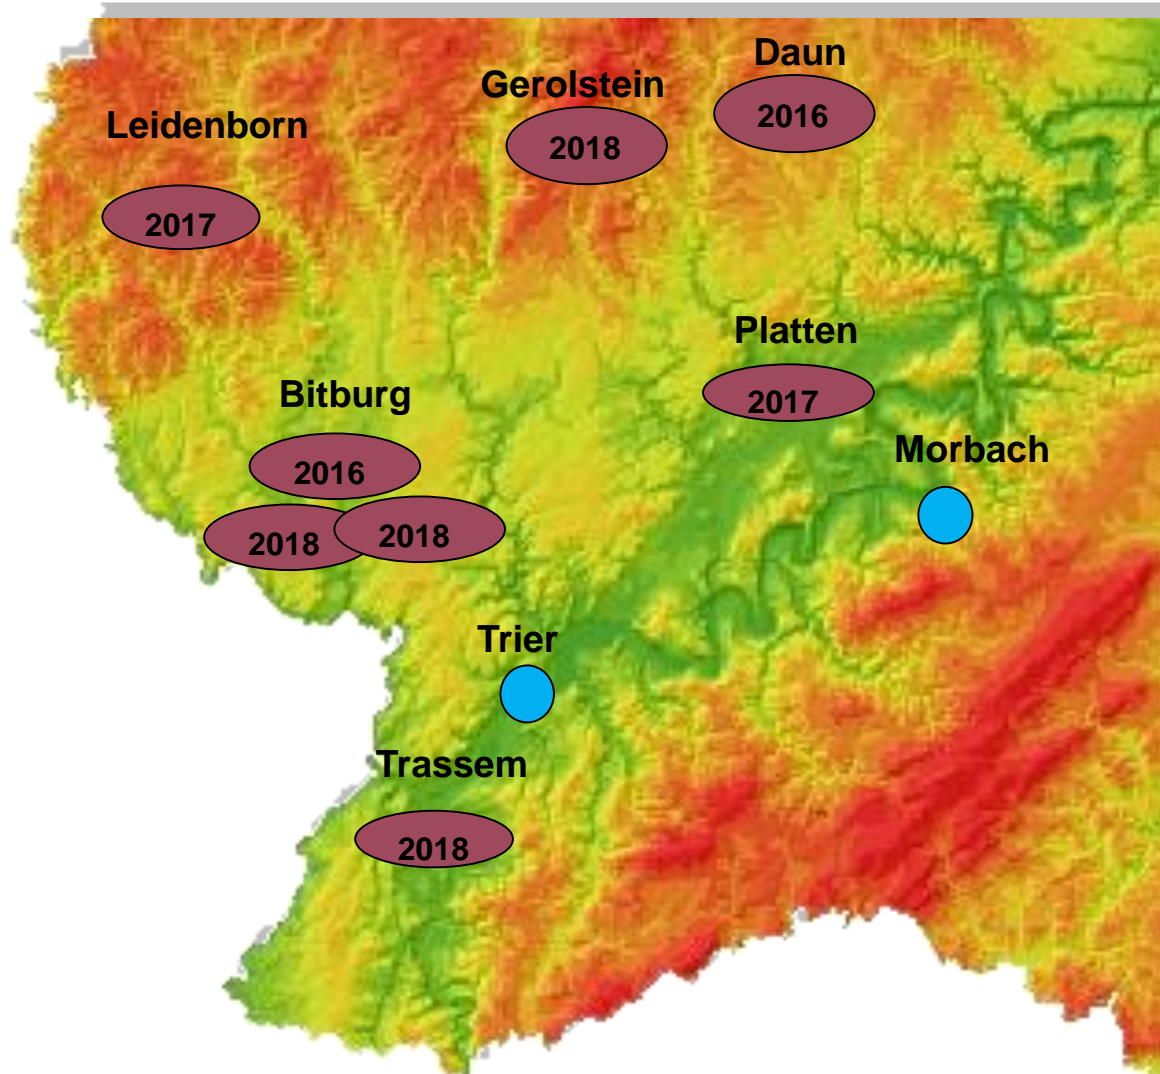 Daun
2016
Gerolstein
2018
Leidenborn
2017
Platten
2017
Bitburg
2016
2018
2018
Morbach
Trier
Trassem
2018